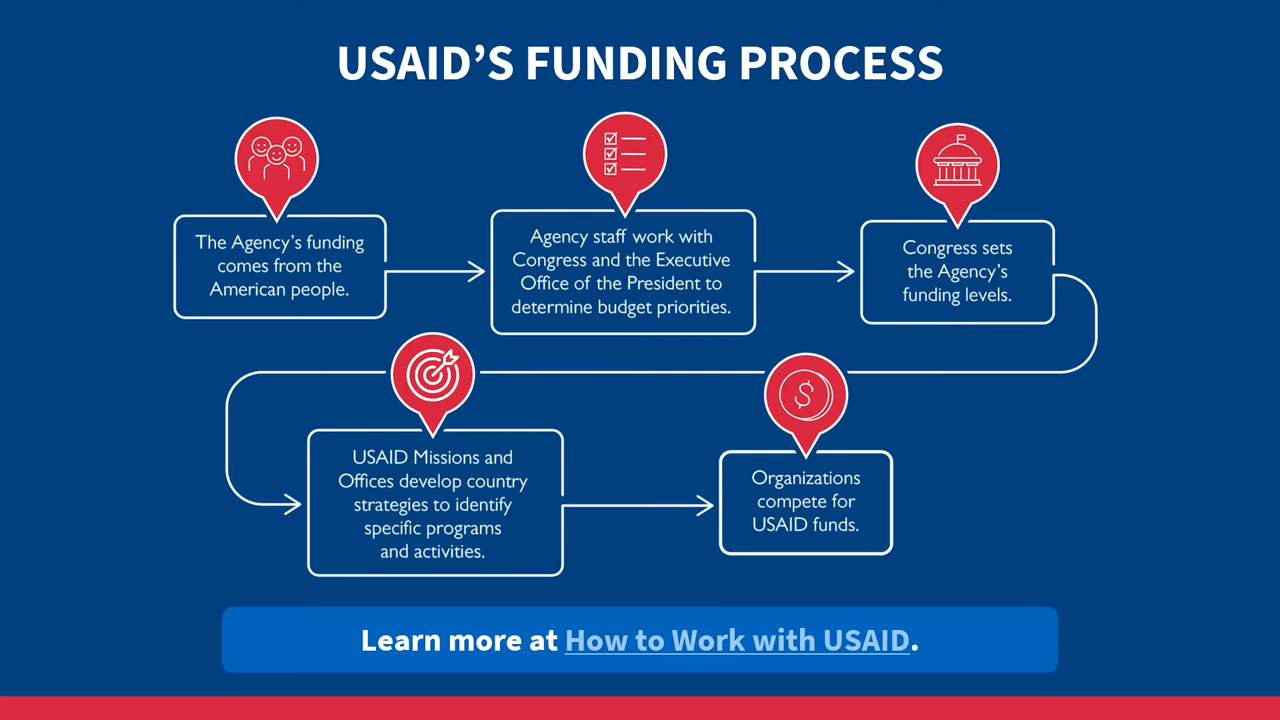 USAID’S FUNDING PROCESS
The Agency’s funding
comes from the
American people.
Agency staff work with
Congress and the Executive
Office of the President to
determine budget priorities.
Congress sets
the Agency’s
funding levels.
USAID Missions and
Offices develop country
strategies to identify
specific programs
and activities.
$
Organizations
compete for
USAID funds.
Learn more at How to Work with USAID.